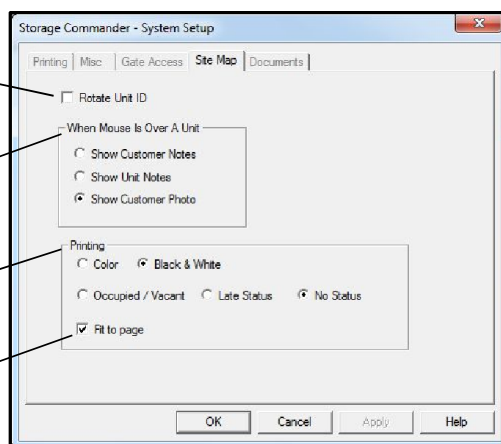 Storage Commander - System Setup
Printing Misc Gate Access Site Map Documents
Rotate Unit ID
When Mouse Is Over A Unit
Show Customer Notes
Show Unit Notes
Show Customer Photo
Printing
Color Black & White
Occupied / Vacant Late Status No Status
Fit to page
OK Cancel Apply Help